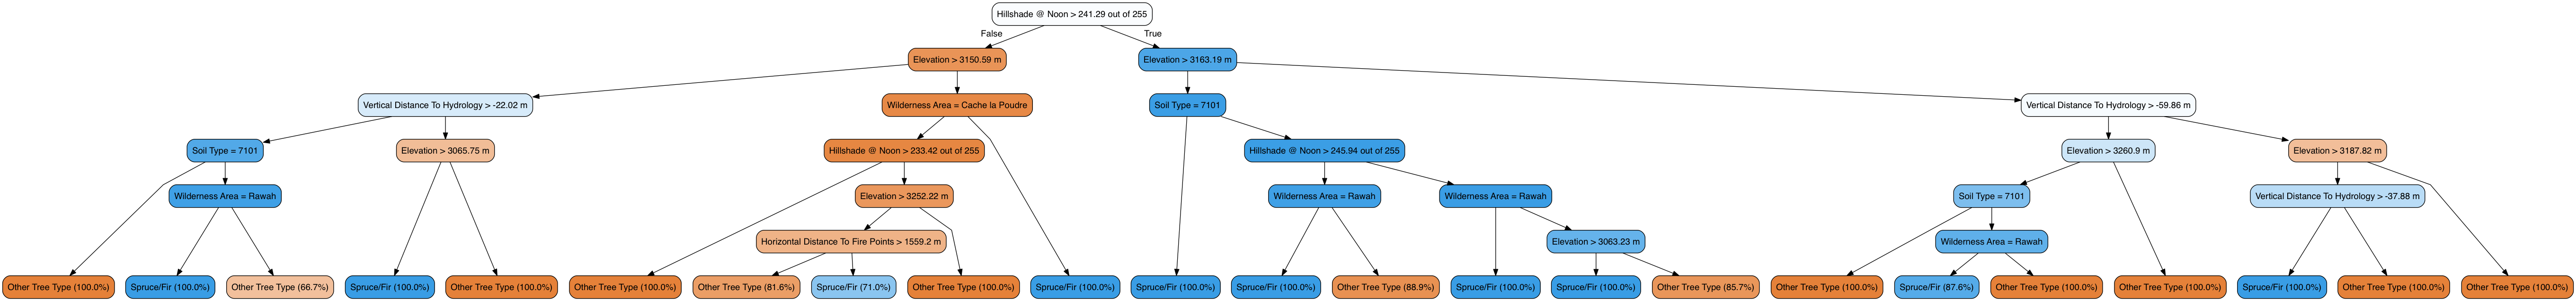 Hillshade @ Noon > 241.29 out of 255
False
True
Elevation > 3150.59 m
Elevation > 3163.19 m
Vertical Distance To Hydrology > -22.02 m
Wilderness Area = Cache la Poudre
Soil Type = 7101
Vertical Distance To Hydrology > -59.86 m
Soil Type = 7101
Elevation > 3065.75 m
Hillshade @ Noon > 233.42 out of 255
Hillshade @ Noon > 245.94 out of 255
Elevation > 3260.9 m
Elevation > 3187.82 m
Wilderness Area = Rawah
Elevation > 3252.22 m
Wilderness Area = Rawah
Wilderness Area = Rawah
Soil Type = 7101
Vertical Distance To Hydrology > -37.88 m
Horizontal Distance To Fire Points > 1559.2 m
Elevation > 3063.23 m
Wilderness Area = Rawah
Other Tree Type (100.0%)
Spruce/Fir (100.0%)
Other Tree Type (66.7%)
Spruce/Fir (100.0%)
Other Tree Type (100.0%)
Other Tree Type (100.0%)
Other Tree Type (81.6%)
Spruce/Fir (71.0%)
Other Tree Type (100.0%)
Spruce/Fir (100.0%)
Spruce/Fir (100.0%)
Spruce/Fir (100.0%)
Other Tree Type (88.9%)
Spruce/Fir (100.0%)
Spruce/Fir (100.0%)
Other Tree Type (85.7%)
Other Tree Type (100.0%)
Spruce/Fir (87.6%)
Other Tree Type (100.0%)
Other Tree Type (100.0%)
Spruce/Fir (100.0%)
Other Tree Type (100.0%)
Other Tree Type (100.0%)